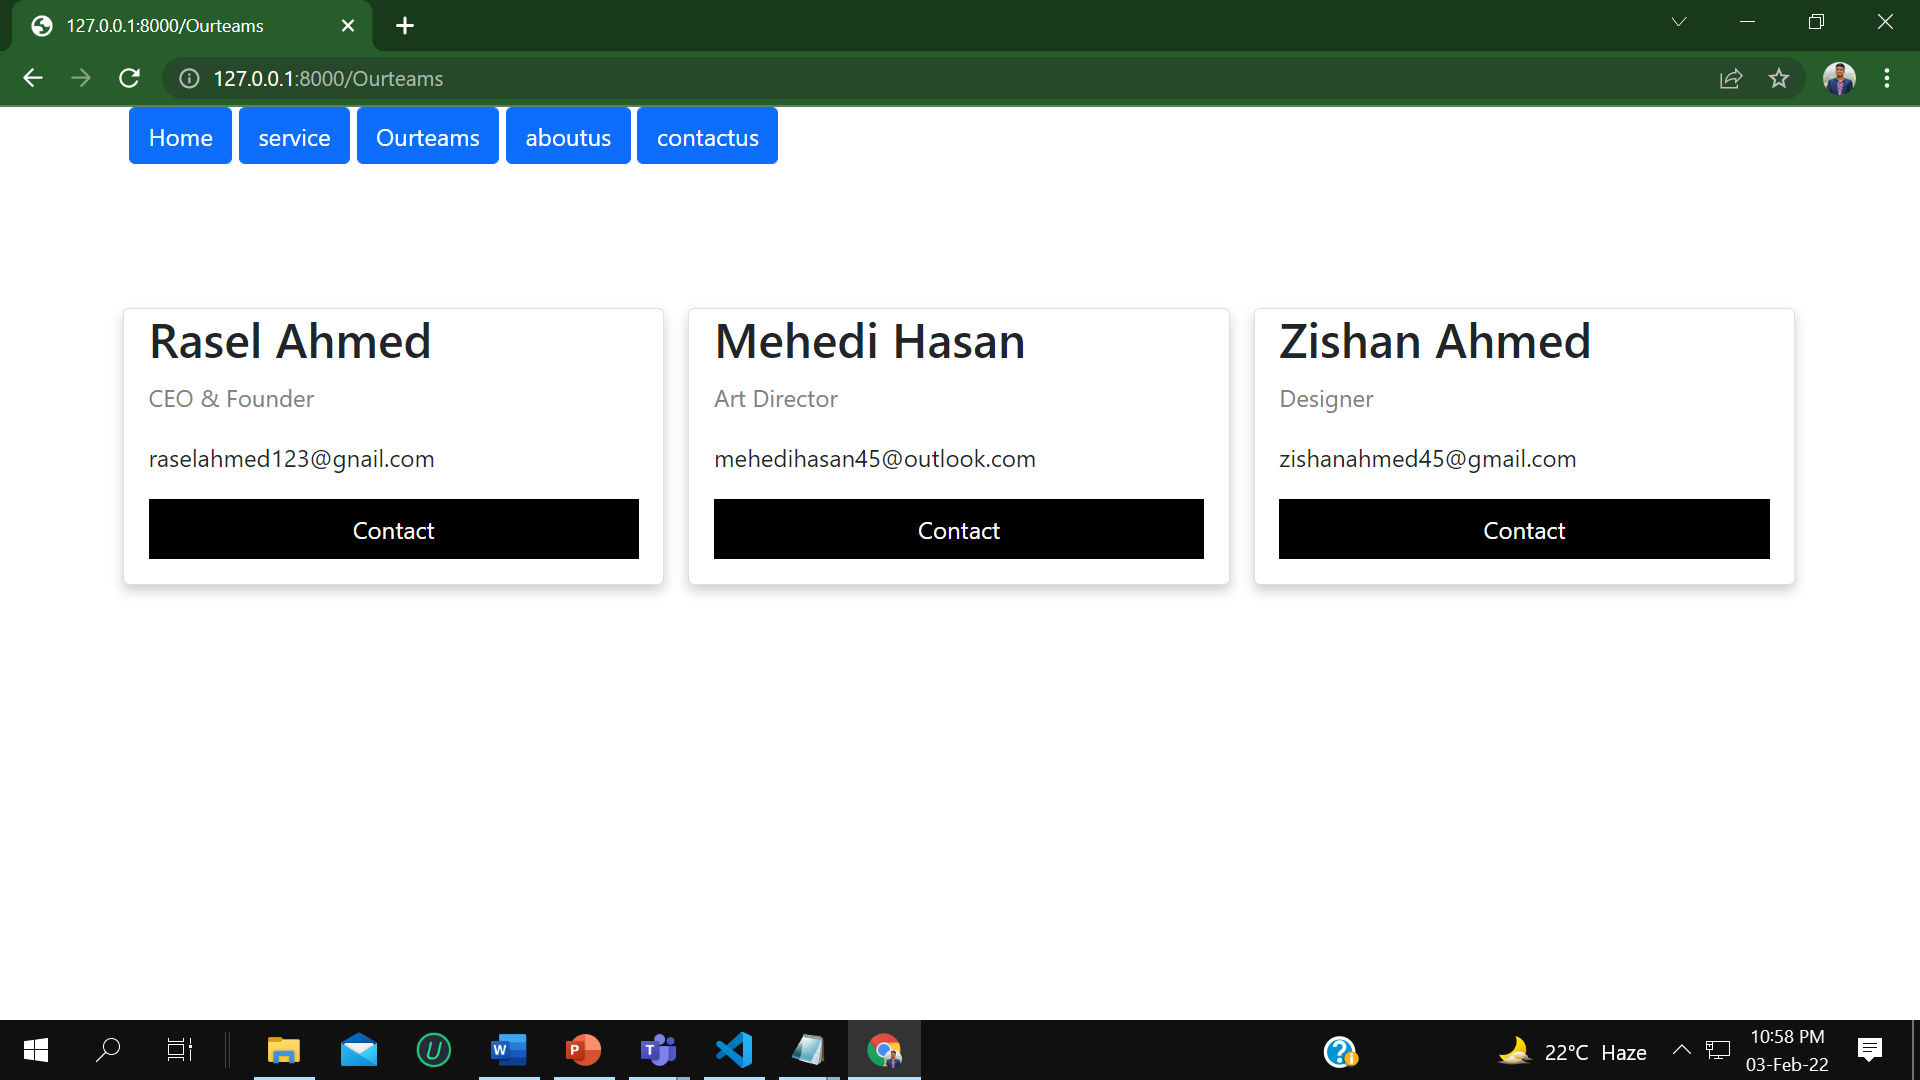 127.0.0.1:8000/Ourteams
127.0.0.1:8000/Ourteams
Home service Ourteams aboutus contactus
Rasel Ahmed
CEO & Founder
raselahmed123@gnail.com
Contact
Mehedi Hasan
Art Director
mehedihasan45@outlook.com
Contact
Zishan Ahmed
Designer
zishanahmed45@gmail.com
Contact
22°C Haze
10:58 PM
03-Feb-22